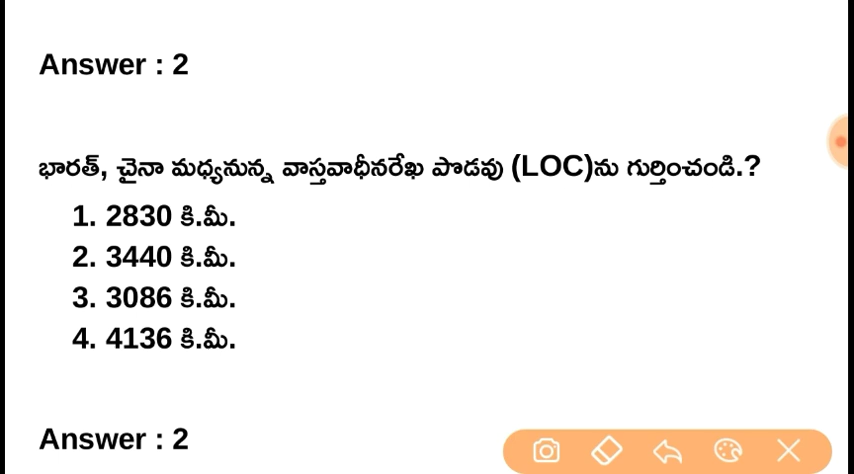 Answer : 2
భారత్, చైనా మధ్యనున్న వాస్తవాధీనరేఖ పొడవు (LOC)ను గుర్తించండి.?
1. 2830 కి.మీ.
2. 3440 కి.మీ.
3. 3086 కి.మీ.
4. 4136 కి.మీ.
Answer : 2